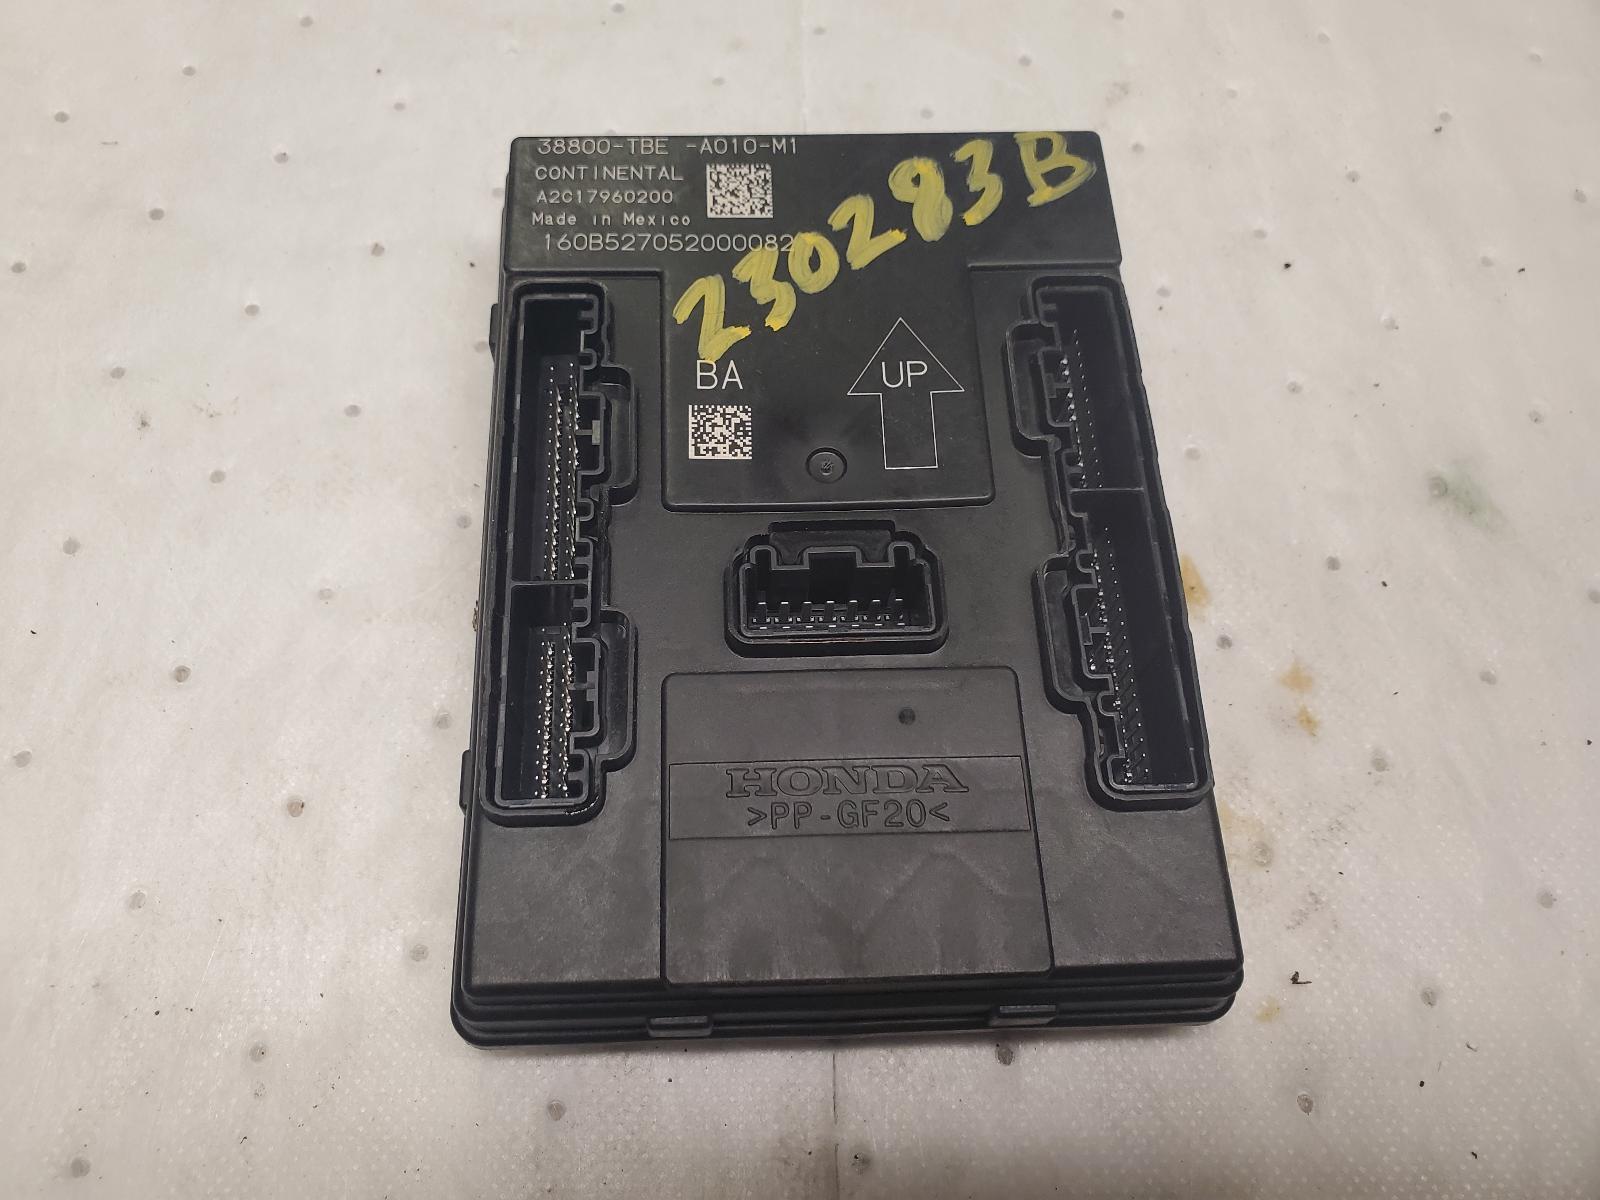 38800-TBE -A010-M1
CONTINENTAL
A2C17960200
Made in Mexico
160B527052000082
230283B
BA
UP
HONDA
>PP-GF20<